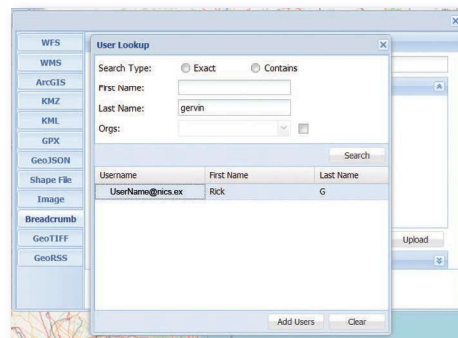 WFS
WMS
ArcGIS
KMZ
KML
GPX
GeoJSON
Shape File
Image
Breadcrumb
GeoTIFF
GeoRSS
User Lookup
Search Type: Exact Contains
First Name:
Last Name: gervin
Orgs:
Search
Username First Name Last Name
UserName@nics.ex Rick G
Add Users Clear
Upload